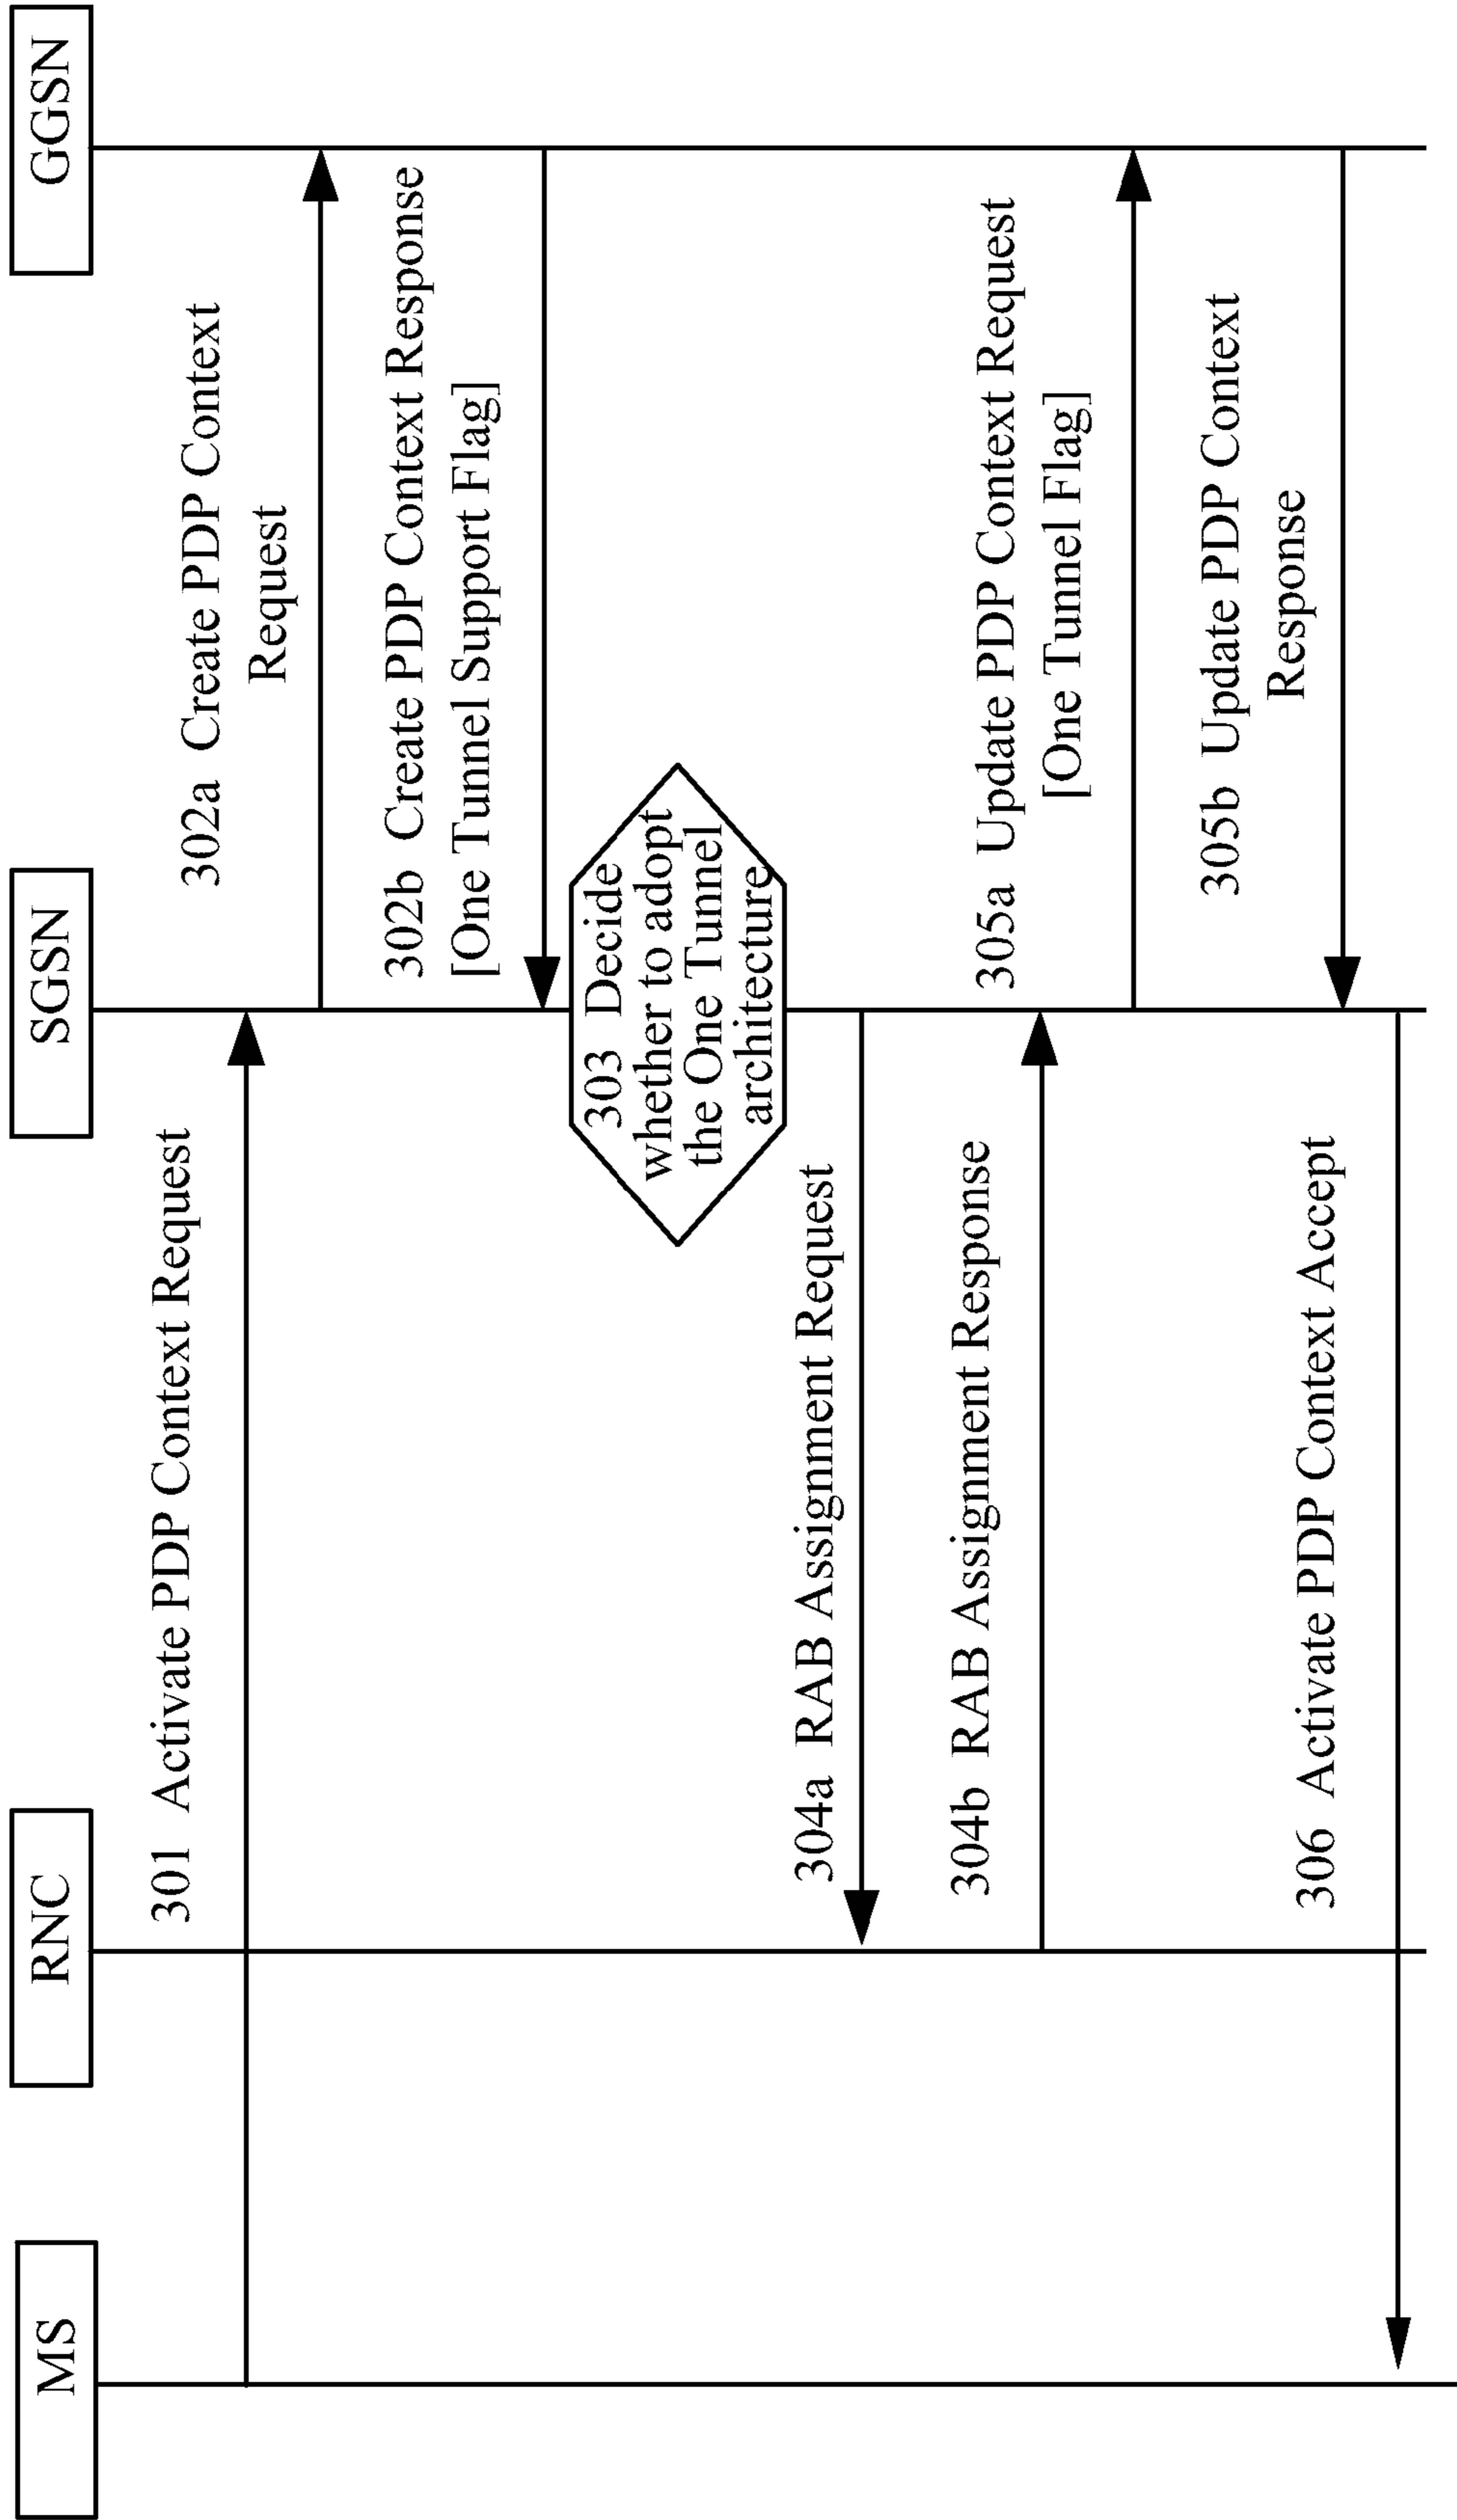 MS
RNC
SGSN
GGSN
301 Activate PDP Context Request
302a Create PDP Context
Request
302b Create PDP Context Response
[One Tunnel Support Flag]
303 Decide
whether to adopt
the One Tunnel
architecture
304a RAB Assignment Request
304b RAB Assignment Response
305a Update PDP Context Request
[One Tunnel Flag]
305b Update PDP Context
Response
306 Activate PDP Context Accept